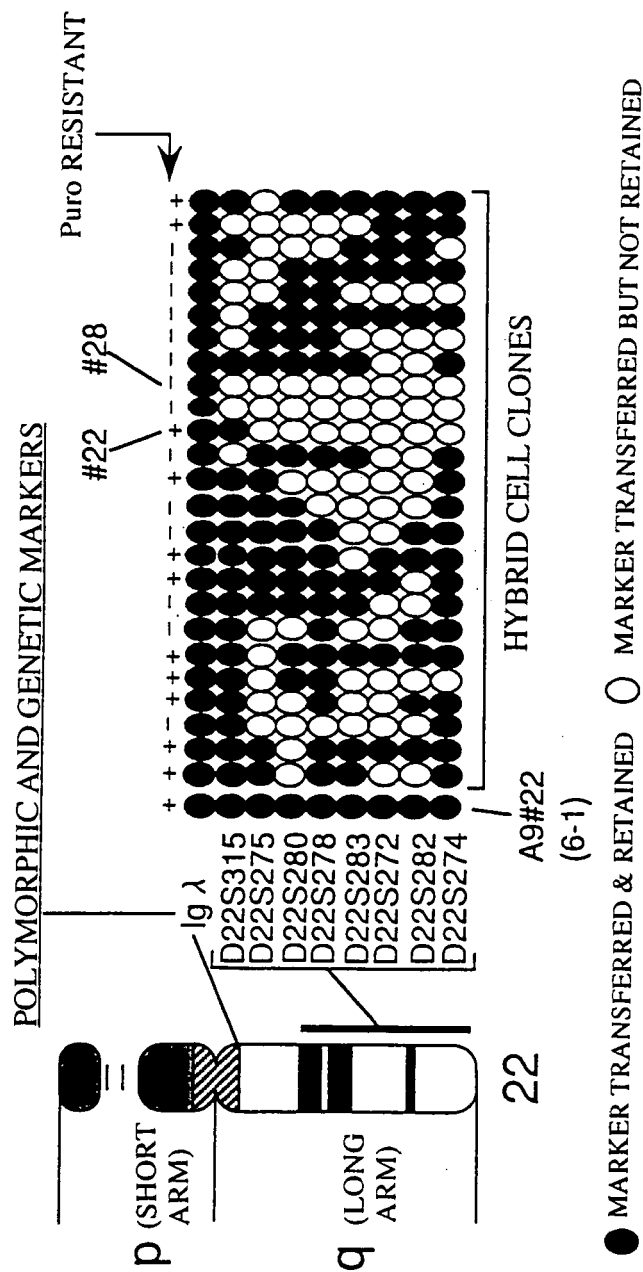 POLYMORPHIC AND GENETIC MARKERS
Puro RESISTANT
#22
#28
+ + + − + + + − − + + − − + − + − − − − − − − − + +
Ig λ
D22S315
D22S275
D22S280
D22S278
D22S283
D22S272
D22S282
D22S274
p (SHORT
ARM)
q (LONG
ARM)
22
A9#22
(6-1)
HYBRID CELL CLONES
MARKER TRANSFERRED & RETAINED
MARKER TRANSFERRED BUT NOT RETAINED